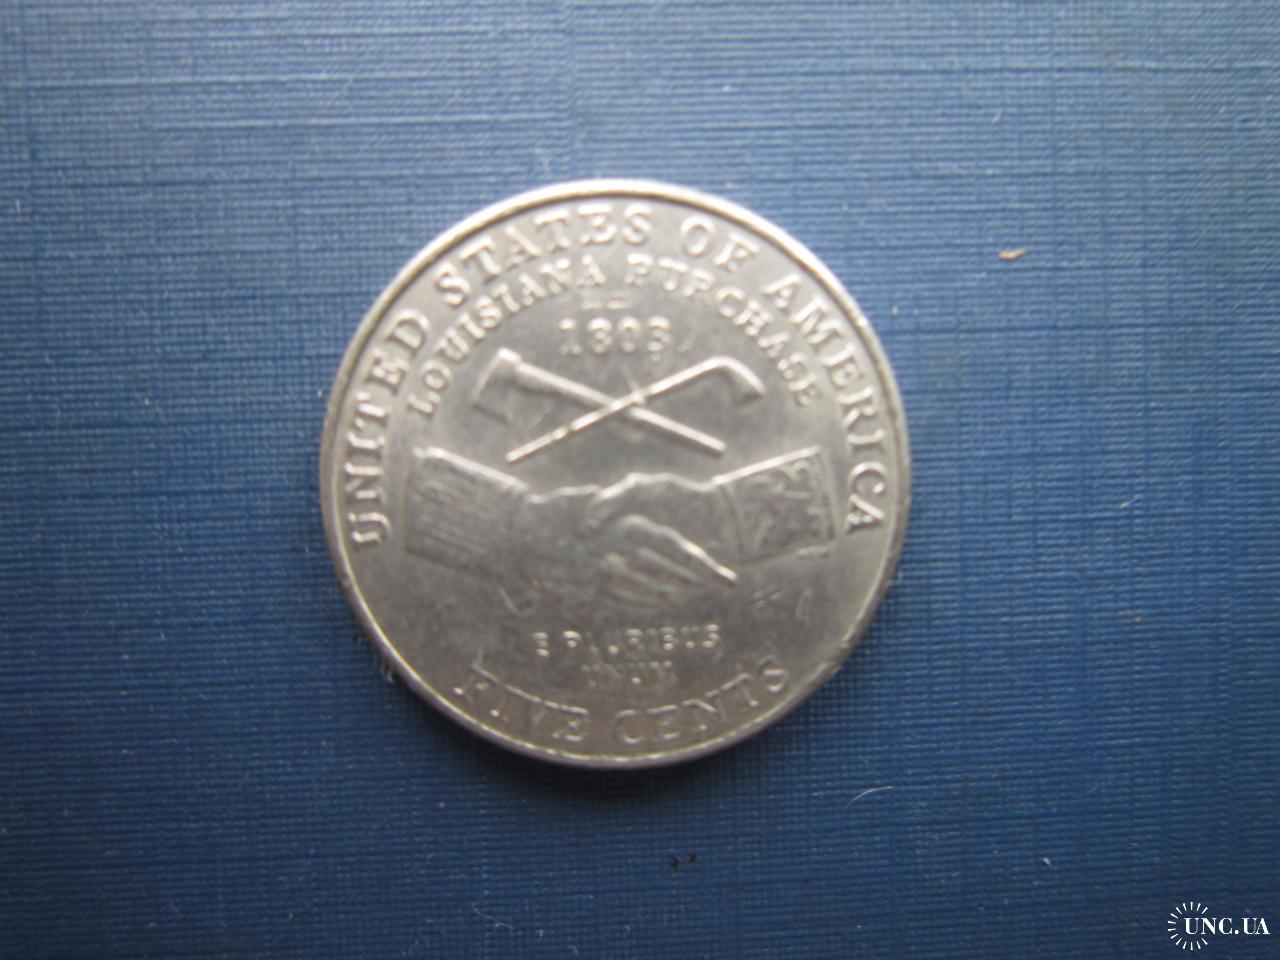 UNITED STATES OF AMERICA
LOUISIANA PURCHASE
1803
E PLURIBUS
UNUM
FIVE CENTS
UNC.UA